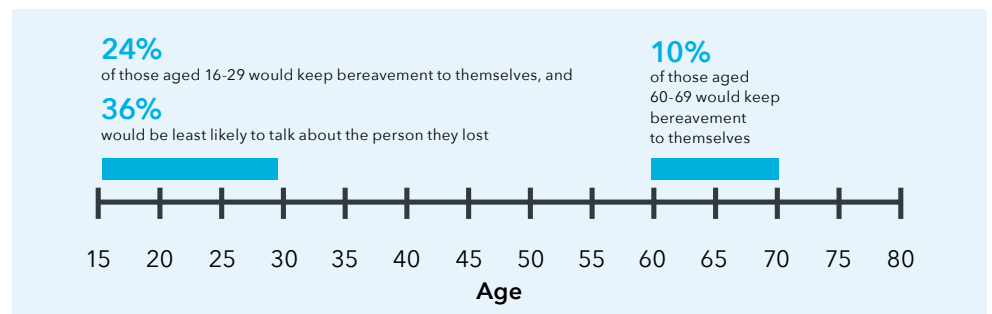 24%
of those aged 16-29 would keep bereavement to themselves, and
36%
would be least likely to talk about the person they lost
10%
of those aged
60-69 would keep
bereavement
to themselves
15 20 25 30 35 40 45 50 55 60 65 70 75 80
Age